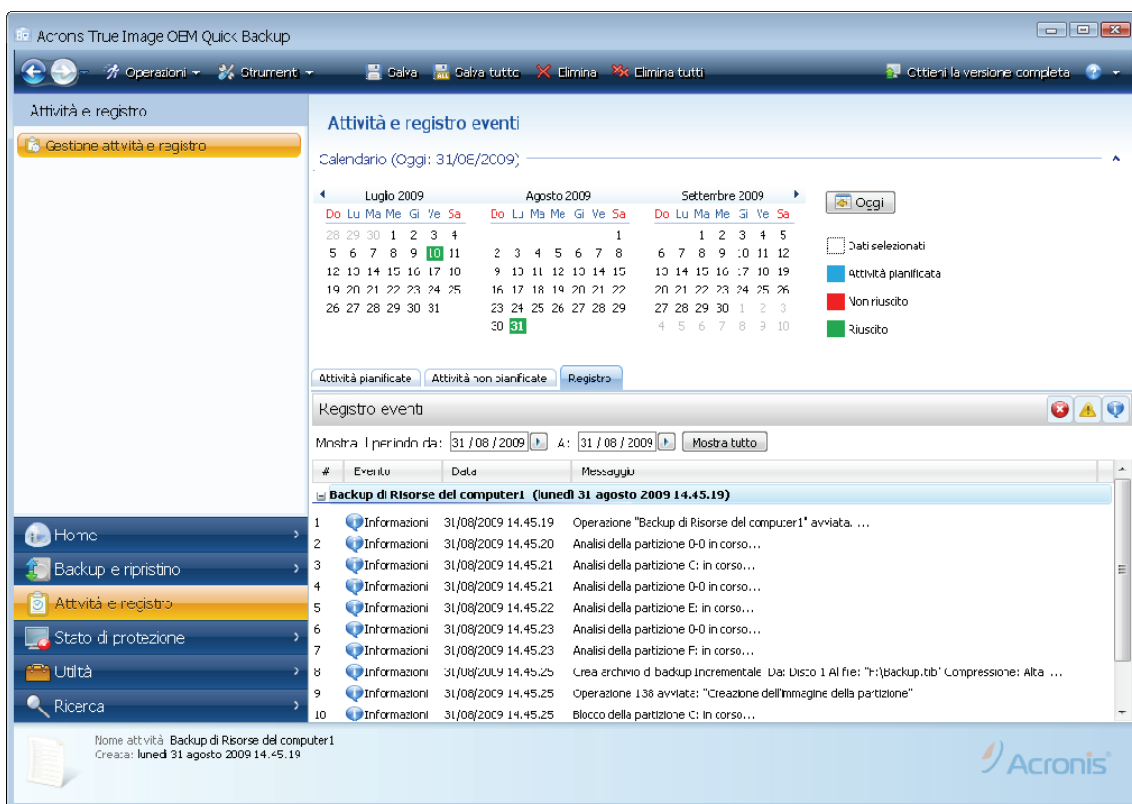 Acronis True Image OEM Quick Backup
Operazioni Strumenti Salva Salva tutto Elimina Elimina tutti Ottieni la versione completa
Attività e registro
Gestione attività e registro
Attività e registro eventi
Calendario (Oggi: 31/08/2009)
Luglio 2009 Agosto 2009 Settembre 2009
Do Lu Ma Me Gi Ve Sa Do Lu Ma Me Gi Ve Sa Do Lu Ma Me Gi Ve Sa
28 29 30 1 2 3 4 1 1 2 3 4 5
5 6 7 8 9 10 11 2 3 4 5 6 7 8 6 7 8 9 10 11 12
12 13 14 15 16 17 18 9 10 11 12 13 14 15 13 14 15 16 17 18 19
19 20 21 22 23 24 25 16 17 18 19 20 21 22 20 21 22 23 24 25 26
26 27 28 29 30 31 23 24 25 26 27 28 29 27 28 29 30 1 2 3
30 31 4 5 6 7 8 9 10
Oggi
Dati selezionati
Attività pianificata
Non riuscito
Riuscito
Attività pianificate Attività non pianificate Registro
Registro eventi
Mostra il periodo da: 31 / 08 / 2009 A: 31 / 08 / 2009 Mostra tutto
# Evento Data Messaggio
Backup di Risorse del computer1 (lunedì 31 agosto 2009 14.45.19)
1 Informazioni 31/08/2009 14.45.19 Operazione "Backup di Risorse del computer1" avviata. ...
2 Informazioni 31/08/2009 14.45.20 Analisi della partizione 0-0 in corso...
3 Informazioni 31/08/2009 14.45.21 Analisi della partizione C: in corso...
4 Informazioni 31/08/2009 14.45.21 Analisi della partizione 0-0 in corso...
5 Informazioni 31/08/2009 14.45.22 Analisi della partizione E: in corso...
6 Informazioni 31/08/2009 14.45.23 Analisi della partizione 0-0 in corso...
7 Informazioni 31/08/2009 14.45.23 Analisi della partizione F: in corso...
8 Informazioni 31/08/2009 14.45.25 Crea archivio di backup Incrementale Da: Disco 1 Al file: "F:\Backup.tib" Compressione: Alta ...
9 Informazioni 31/08/2009 14.45.25 Operazione 138 avviata: "Creazione dell'immagine della partizione"
10 Informazioni 31/08/2009 14.45.25 Blocco della partizione C: in corso...
Home
Backup e ripristino
Attività e registro
Stato di protezione
Utilità
Ricerca
Nome attività Backup di Risorse del computer1
Creata: lunedì 31 agosto 2009 14.45.19
Acronis